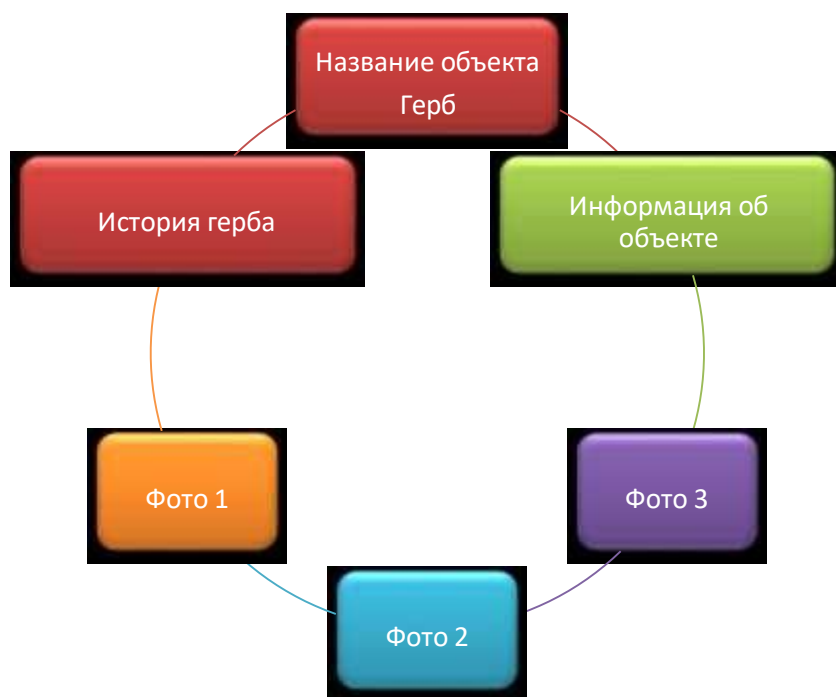 Название объекта
Герб
История герба
Информация об
объекте
Фото 1
Фото 3
Фото 2